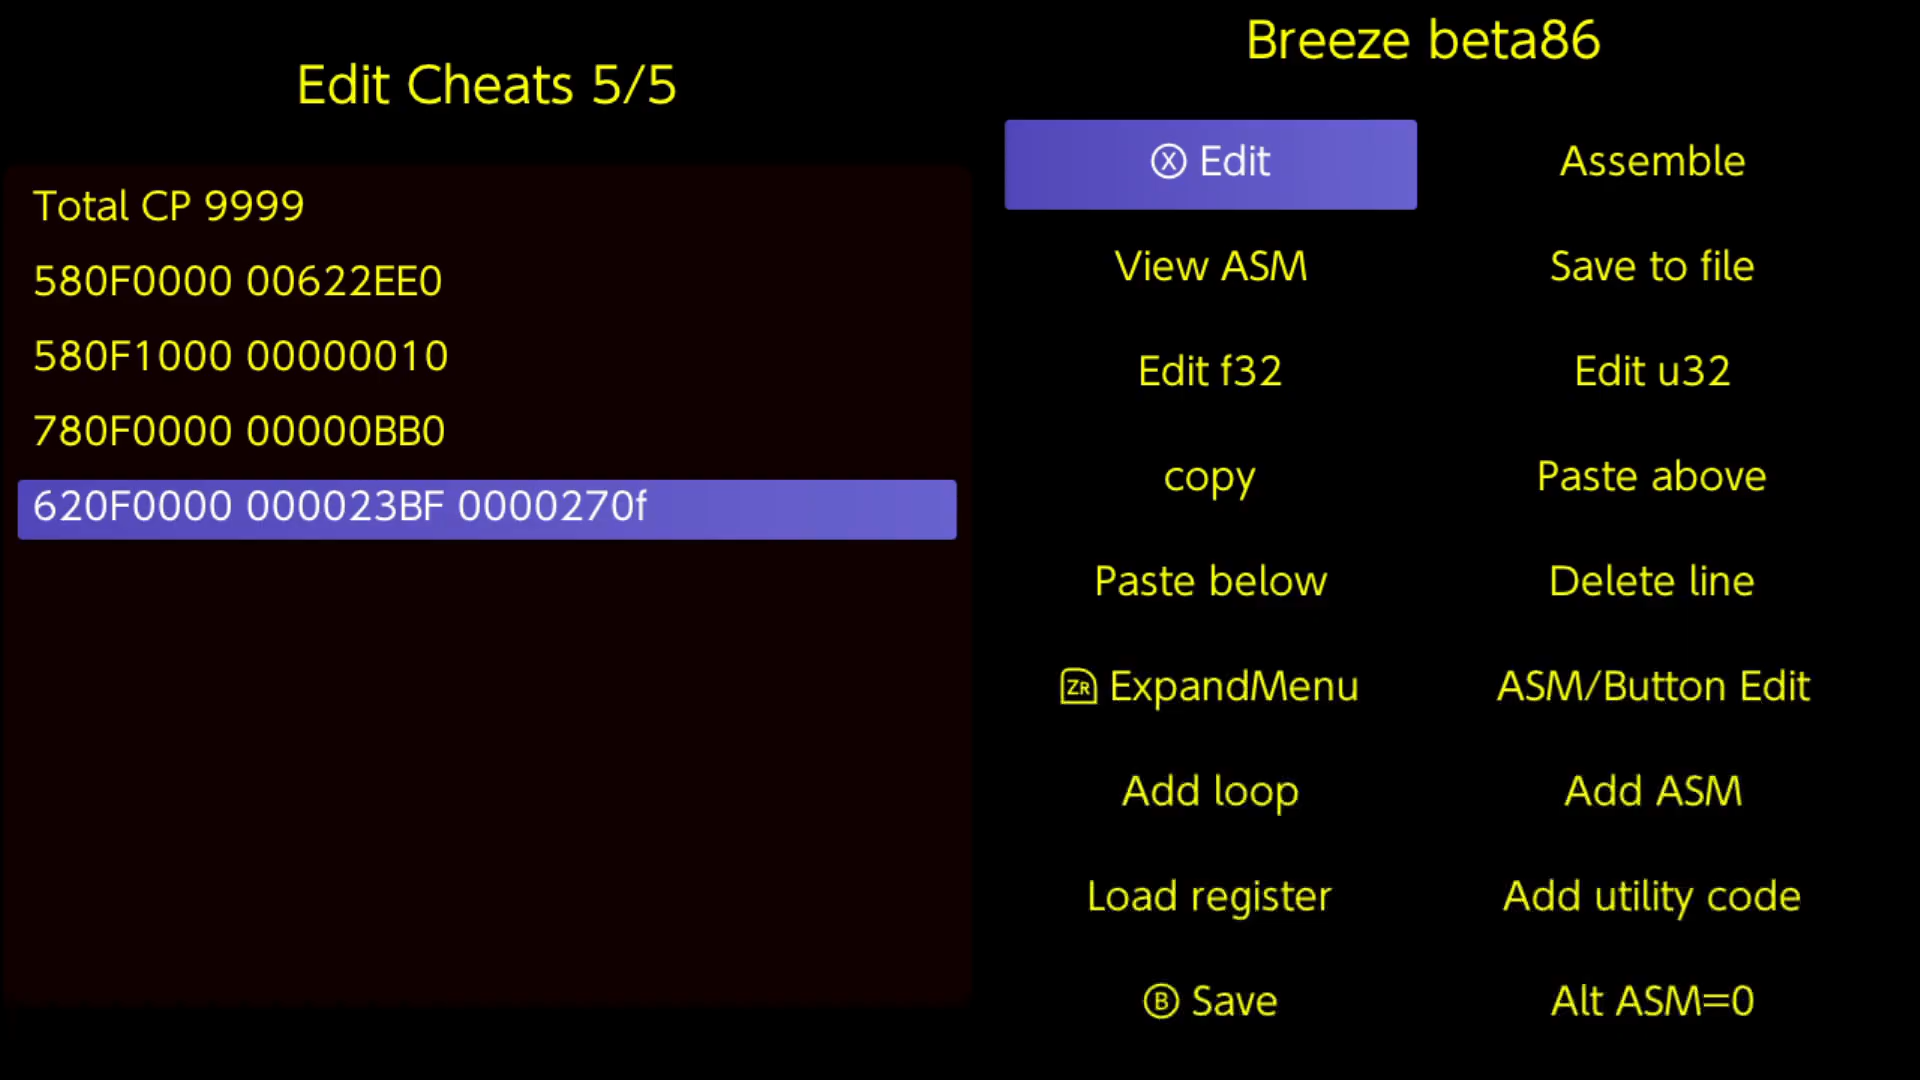 Breeze beta86
Edit Cheats 5/5
Total CP 9999
580F0000 00622EE0
580F1000 00000010
780F0000 00000BB0
620F0000 000023BF 0000270f
Ⓧ Edit
Assemble
View ASM
Save to file
Edit f32
Edit u32
copy
Paste above
Paste below
Delete line
ZR ExpandMenu
ASM/Button Edit
Add loop
Add ASM
Load register
Add utility code
Ⓑ Save
Alt ASM=0